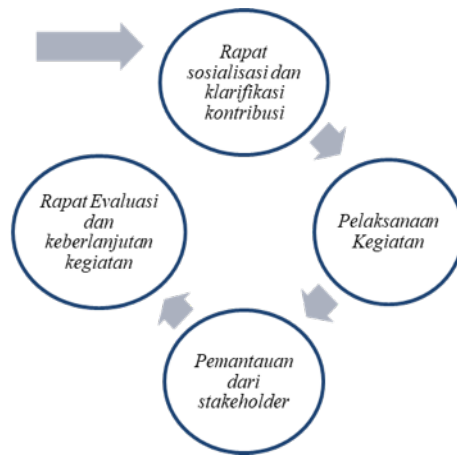 Rapat
sosialisasi dan
klarifikasi
kontribusi
Pelaksanaan
Kegiatan
Pemantauan
dari
stakeholder
Rapat Evaluasi
dan
keberlanjutan
kegiatan